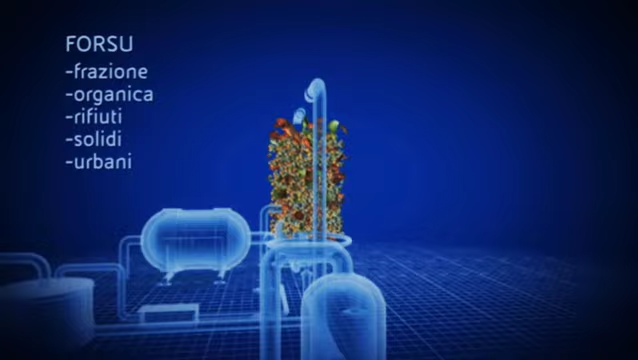 FORSU
-frazione
-organica
-rifiuti
-solidi
-urbani